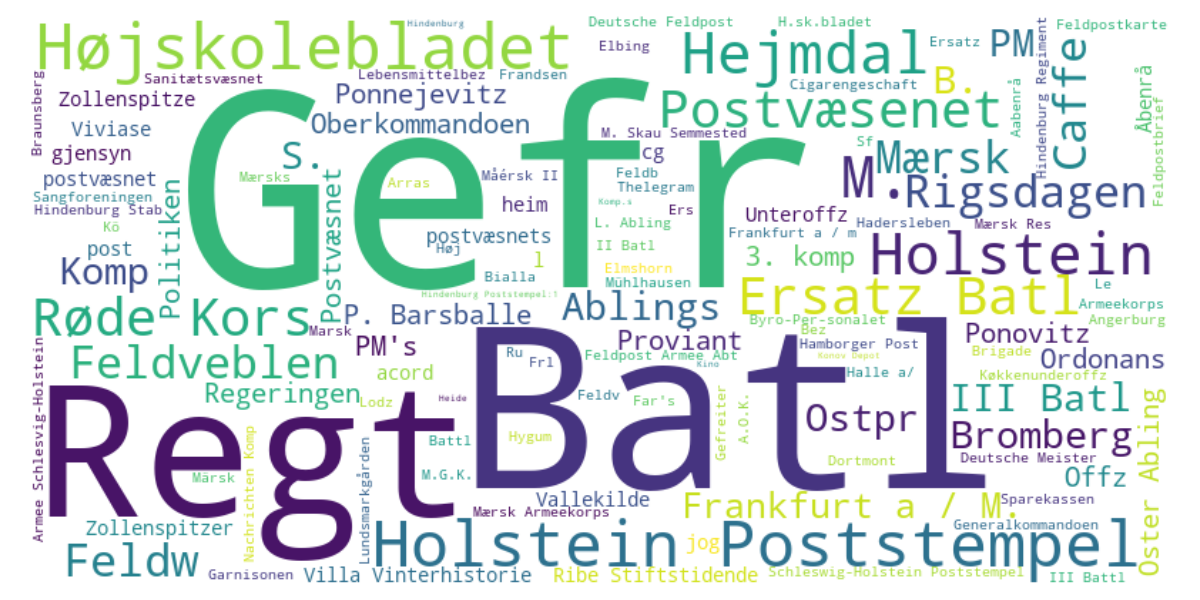 Hindenburg
Højskolebladet
Deutsche Feldpost
H.sk.bladet
Feldpostkarte
Elbing
Hejmdal
Ersatz
PM
Hindenburg Regiment
Caffe
Braunsberg
Sanitætsvæsnet
Lebensmittelbez
Frandsen
Zollenspitze
Ponnejevitz
Cigarengeschaft
B.
Aabenrå
Åbenrå
Feldpostbrief
Gefr
Postvæsenet
Viviase
Oberkommandoen
M. Skau Semmested
gjensyn
S.
cg
Sf
Mærsk
postvæsnet
Mærsks
Arras
Måérsk II
Feldb
Thelegram
M.
Rigsdagen
Sangforeningen
Hindenburg Stab
Politiken
Postvæsnet
heim
Komp.s
Ers
Unteroffz
Hadersleben
Mærsk Res
Kö
L. Abling
Frankfurt a / m
post
postvæsnets
Høj
II Batl
3. komp
Holstein
Komp
l
Bialla
Elmshorn
Mühlhausen
Le
Hindenburg Poststempel:1
Ersatz Batl
Armeekorps
Røde Kors
P. Barsballe
Ablings
Byro-Per-sonalet
Angerburg
Marsk
PM's
Batl
Proviant
Bez
Hamborger Post
Ponovitz
Armee Schlesvig-Holstein
Feldveblen
Ru
Frl
Feldpost Armee Abt
Kino
Konov Depot
Brigade
Ordonans
acord
Halle a/
Køkkenunderoffz
Regt
Regeringen
Lodz
Heide
Feldv
Far's
Gefreiter
A.O.K.
Ostpr
III Batl
Oster Abling
Nachrichten Komp
Lundsmarkgården
Battl
Hygum
Bromberg
Märsk
M.G.K.
Dortmont
Deutsche Meister
Offz
Vallekilde
Frankfurt a / M.
Sparekassen
Zollenspitzer
Mærsk Armeekorps
Generalkommandoen
Feldw
Holstein
jog
Poststempel
Garnisonen
Villa Vinterhistorie
Ribe Stiftstidende
Schleswig-Holstein Poststempel
III Battl